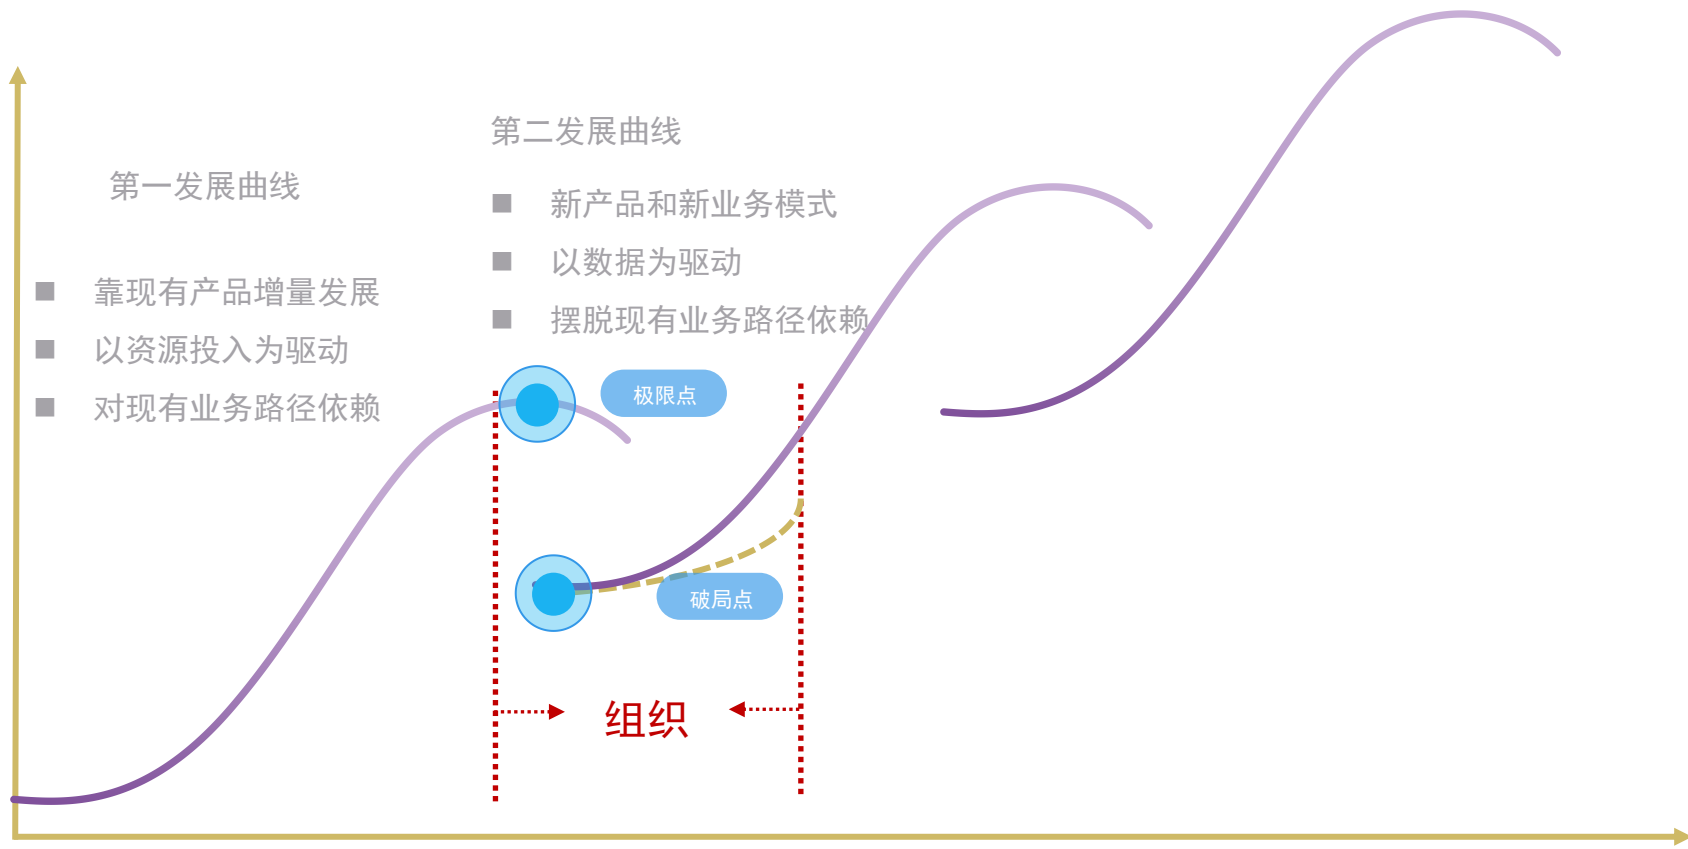 第一发展曲线
靠现有产品增量发展
以资源投入为驱动
对现有业务路径依赖
第二发展曲线
新产品和新业务模式
以数据为驱动
摆脱现有业务路径依赖
极限点
破局点
组织